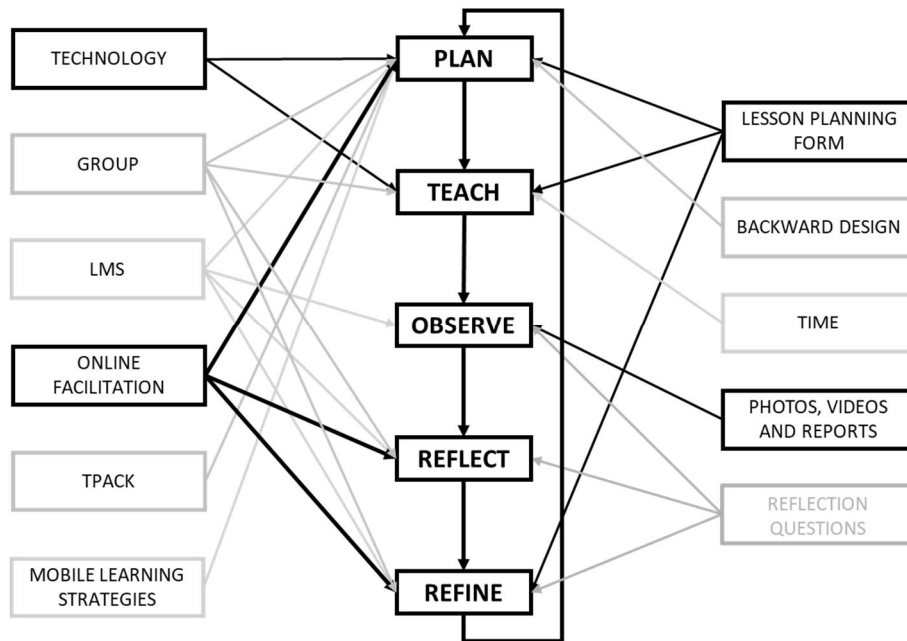 TECHNOLOGY
GROUP
LMS
ONLINE
FACILITATION
TPACK
MOBILE LEARNING
STRATEGIES
PLAN
TEACH
OBSERVE
REFLECT
REFINE
LESSON PLANNING
FORM
BACKWARD DESIGN
TIME
PHOTOS, VIDEOS
AND REPORTS
REFLECTION
QUESTIONS